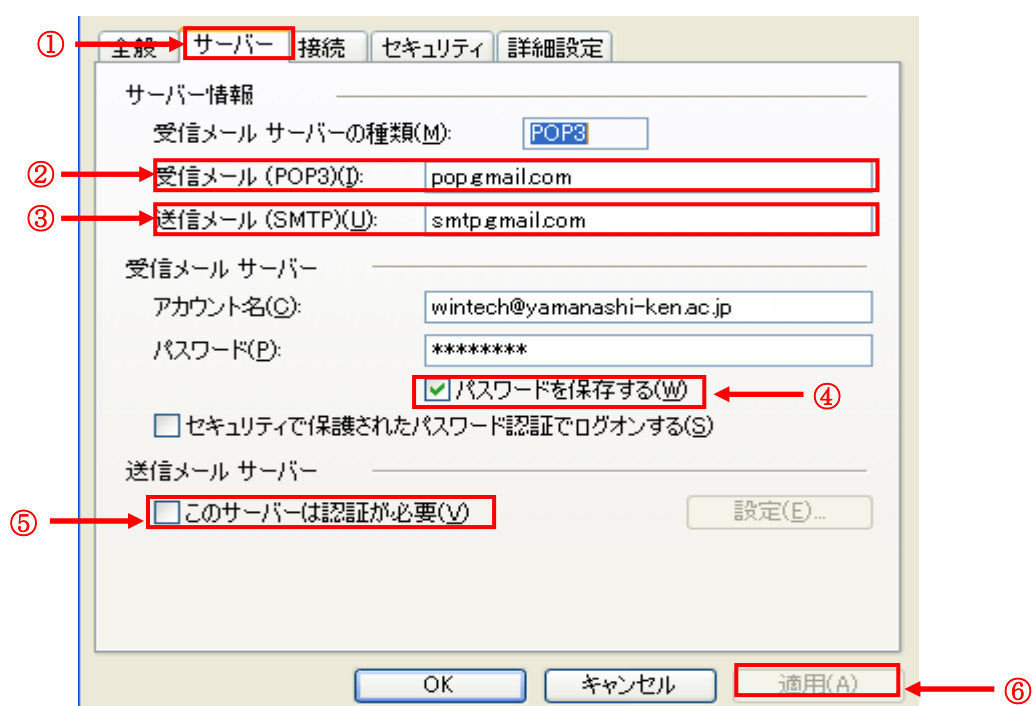 ① 全般 サーバー 接続 セキュリティ 詳細設定
サーバー情報
受信メール サーバーの種類(M): POP3
② 受信メール (POP3)(I): pop.gmail.com
③ 送信メール (SMTP)(U): smtp.gmail.com
受信メール サーバー
アカウント名(C): wintech@yamanashi-ken.ac.jp
パスワード(P): ********
パスワードを保存する(W) ④
セキュリティで保護されたパスワード認証でログオンする(S)
送信メール サーバー
⑤ このサーバーは認証が必要(V) 設定(E)...
OK キャンセル 適用(A) ⑥